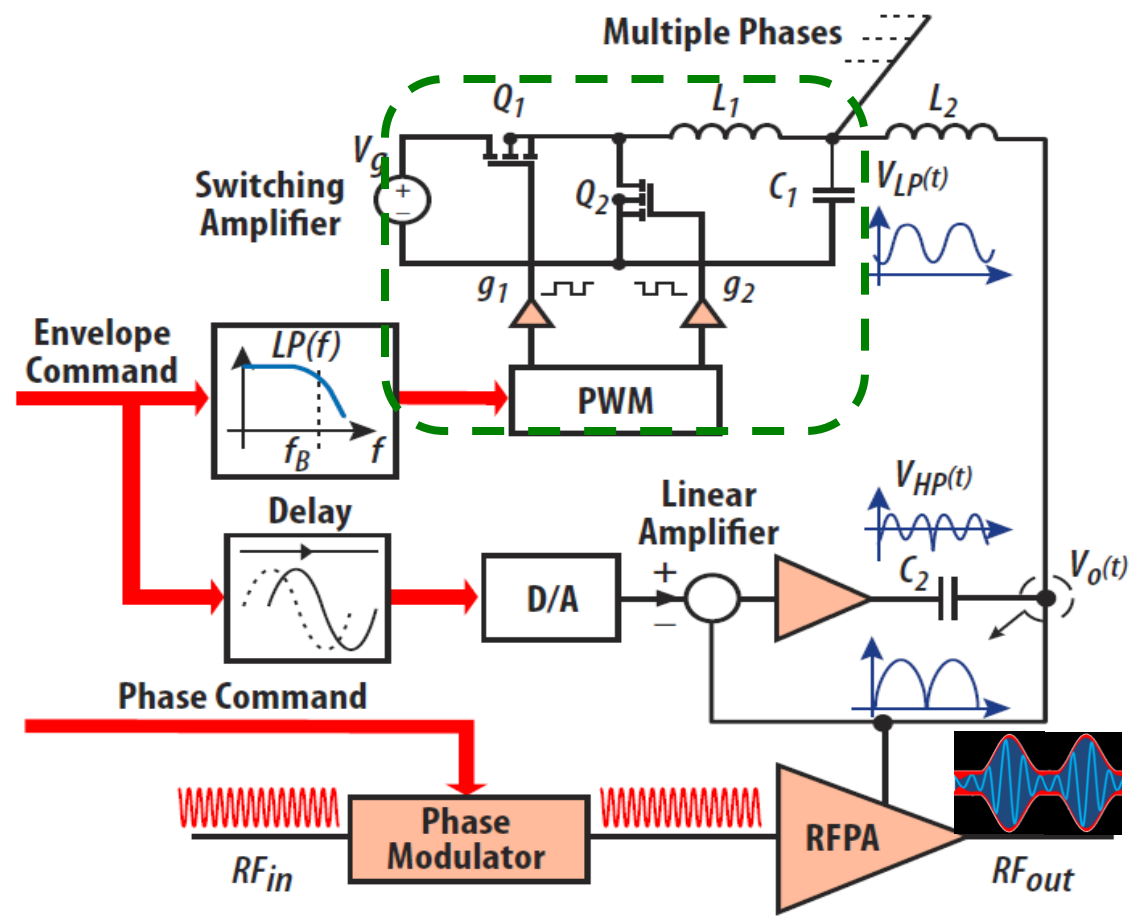 Multiple Phases
Q1
L1
L2
Vg
+
−
Switching
Amplifier
Q2
C1
VLP(t)
g1
g2
Envelope
Command
LP(f)
fB
f
PWM
Delay
Linear
Amplifier
VHP(t)
D/A
+
−
C2
Vo(t)
Phase Command
Phase
Modulator
RFPA
RFin
RFout